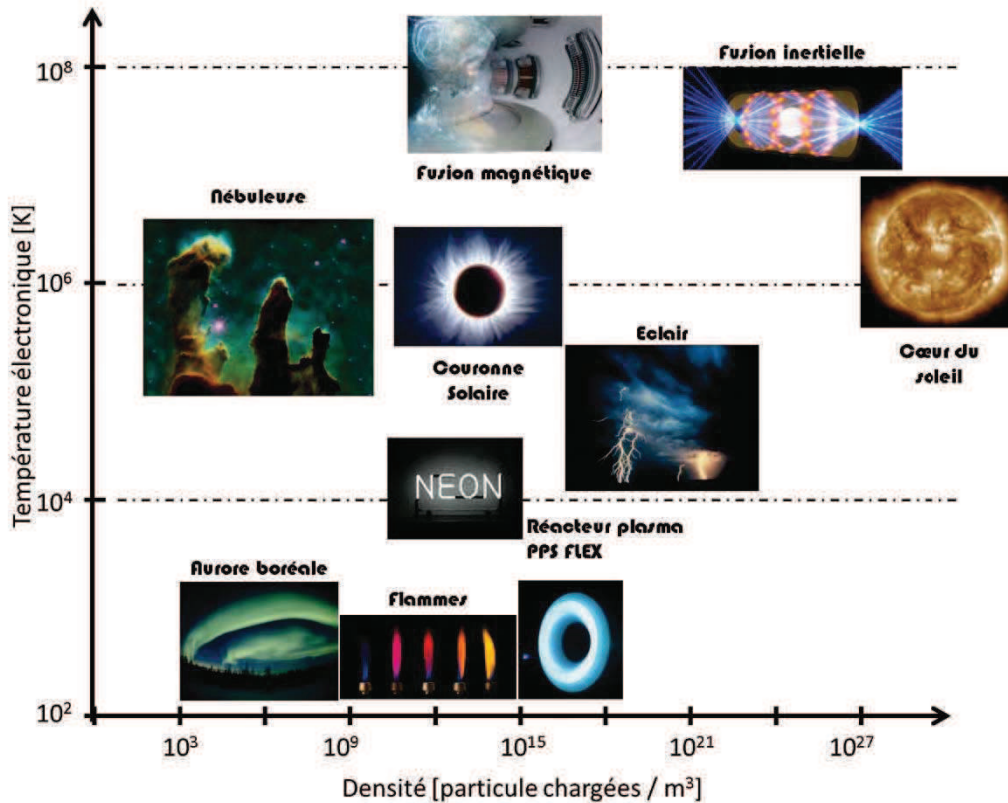 Température électronique [K]
10⁸
10⁶
10⁴
10²
Fusion magnétique
Fusion inertielle
Nébuleuse
Couronne
Solaire
Eclair
Cœur du
soleil
NEON
Réacteur plasma
PPS FLEX
Aurore boréale
Flammes
10³
10⁹
10¹⁵
10²¹
10²⁷
Densité [particule chargées / m³]